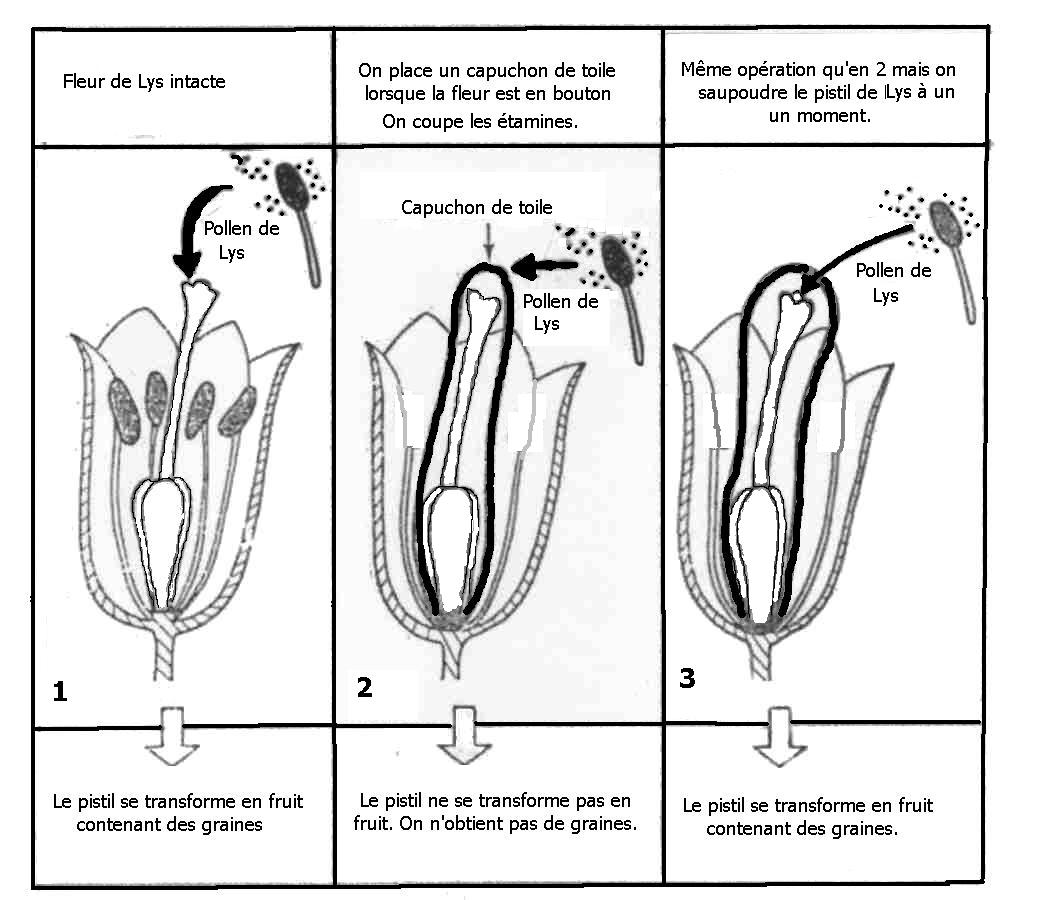 Fleur de Lys intacte
On place un capuchon de toile
lorsque la fleur est en bouton
On coupe les étamines.
Même opération qu'en 2 mais on
saupoudre le pistil de Lys à un
un moment.
Pollen de
Lys
1
Capuchon de toile
Pollen de
Lys
2
Pollen de
Lys
3
Le pistil se transforme en fruit
contenant des graines
Le pistil ne se transforme pas en
fruit. On n'obtient pas de graines.
Le pistil se transforme en fruit
contenant des graines.